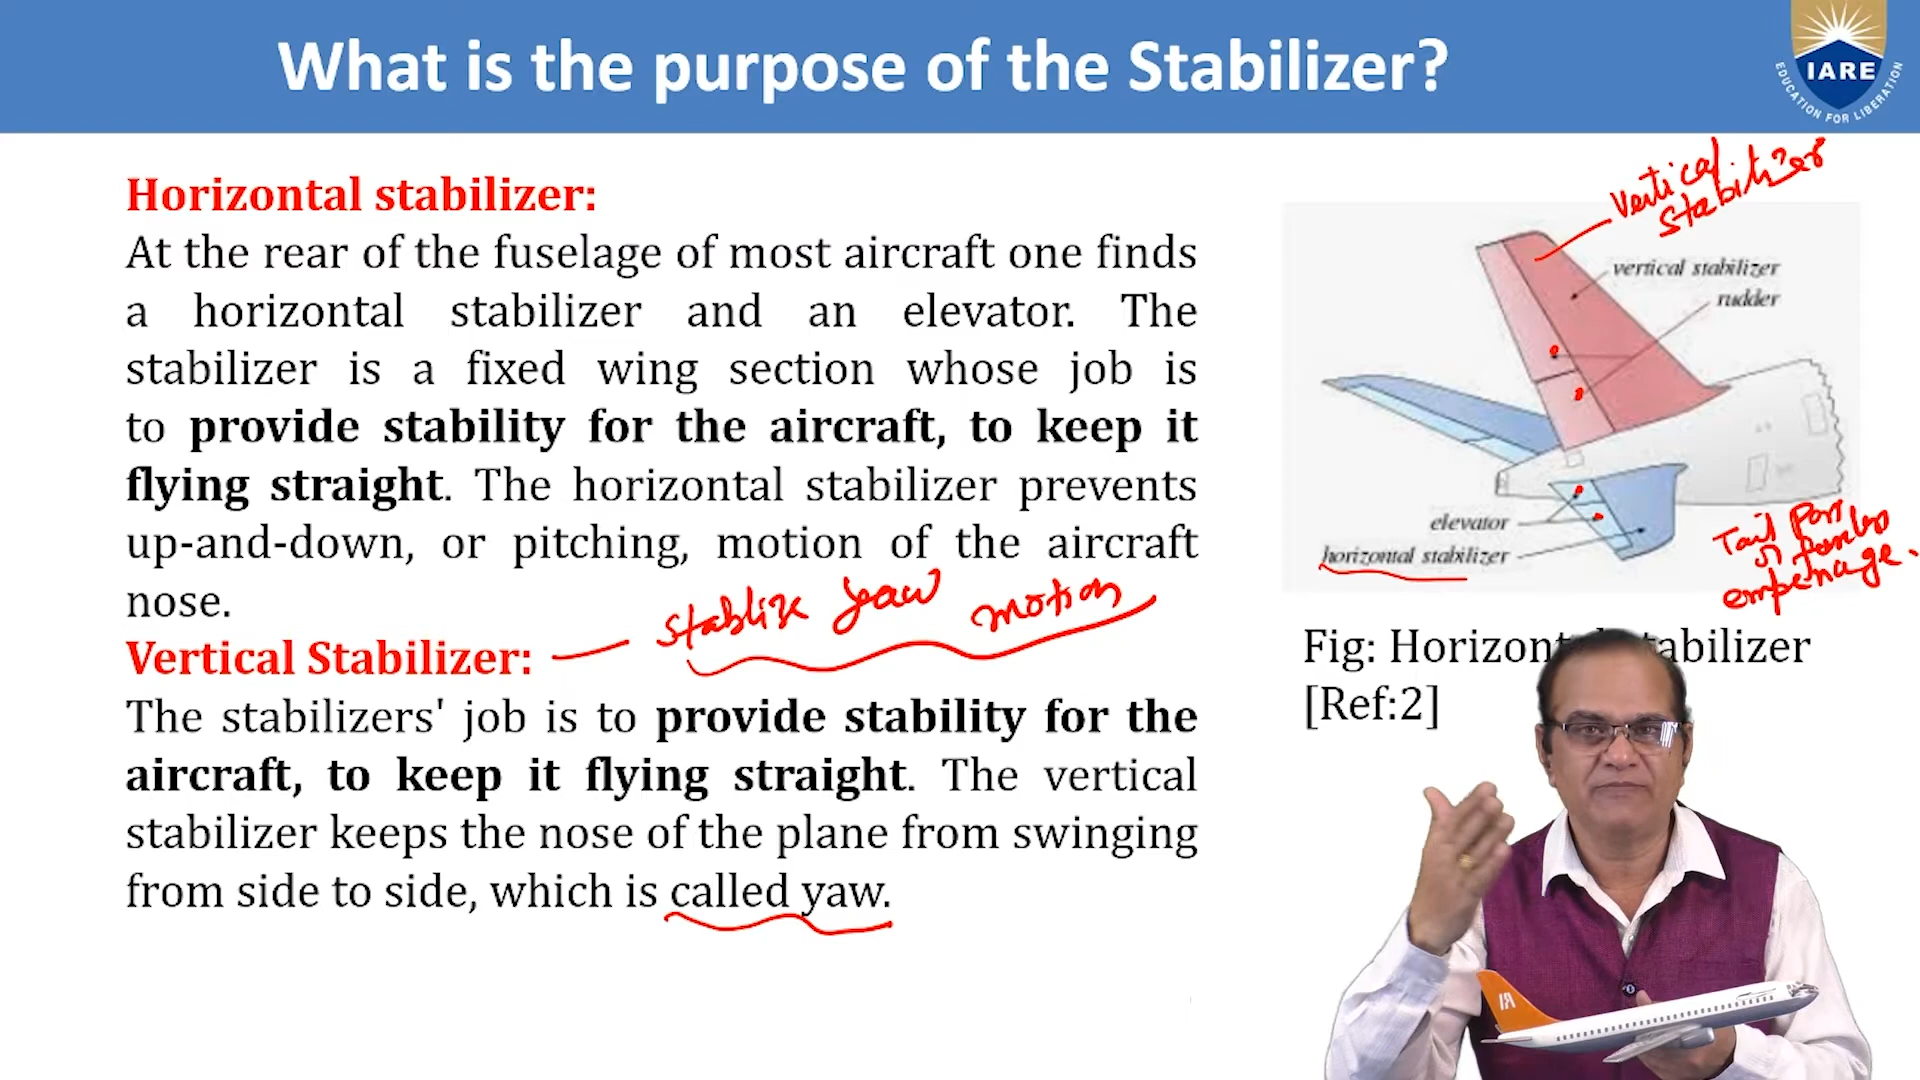 What is the purpose of the Stabilizer?
IARE
EDUCATION FOR LIBERATION
Horizontal stabilizer:
At the rear of the fuselage of most aircraft one finds
a horizontal stabilizer and an elevator. The
stabilizer is a fixed wing section whose job is
to provide stability for the aircraft, to keep it
flying straight. The horizontal stabilizer prevents
up-and-down, or pitching, motion of the aircraft
nose.
stablize yaw motion
Vertical Stabilizer:
The stabilizers' job is to provide stability for the
aircraft, to keep it flying straight. The vertical
stabilizer keeps the nose of the plane from swinging
from side to side, which is called yaw.
Vertical
Stabilizer
vertical stabilizer
rudder
elevator
horizontal stabilizer
Tail
empenage.
Fig: Horizont stabilizer
[Ref:2]